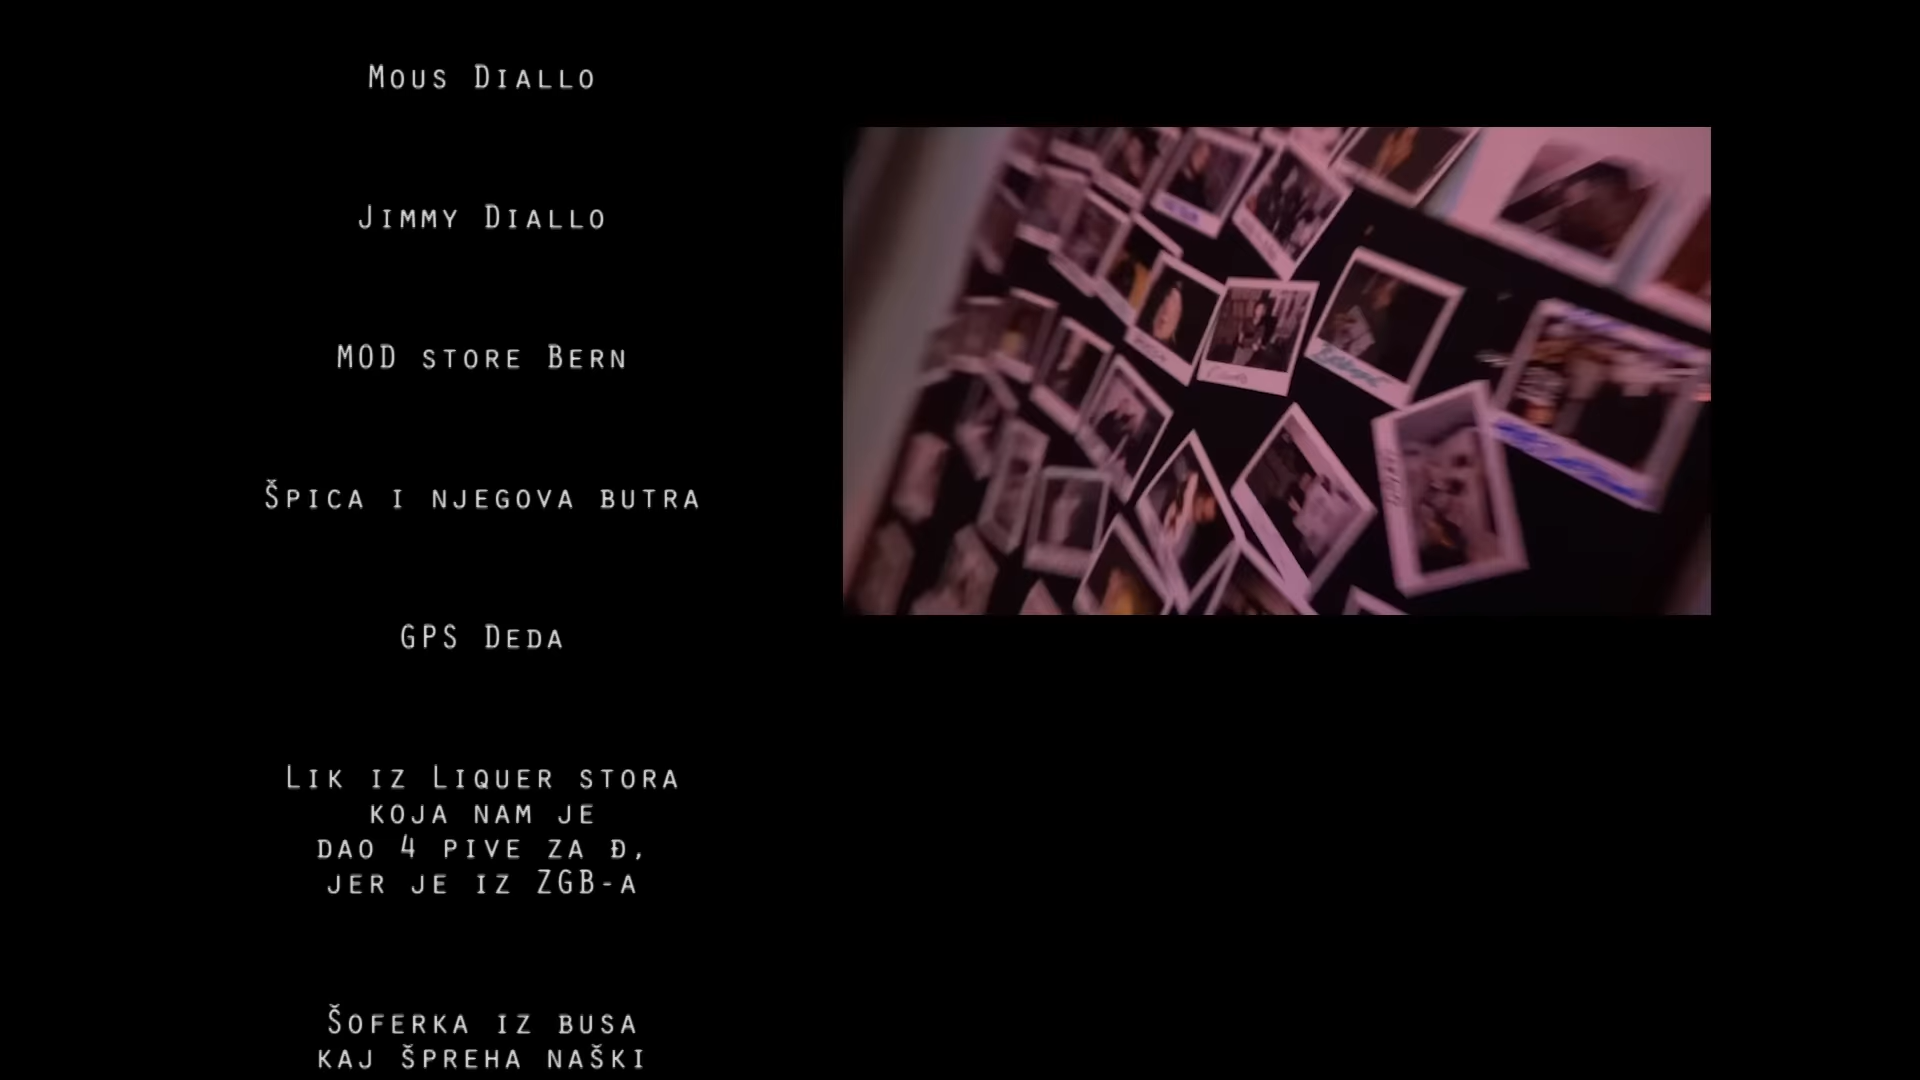 Mous Diallo
Jimmy Diallo
MOD store Bern
Špica i njegova butra
GPS Deda
Lik iz Liquer stora
koja nam je
dao 4 pive za Đ,
jer je iz ZGB-a
Šoferka iz busa
kaj špreha naški